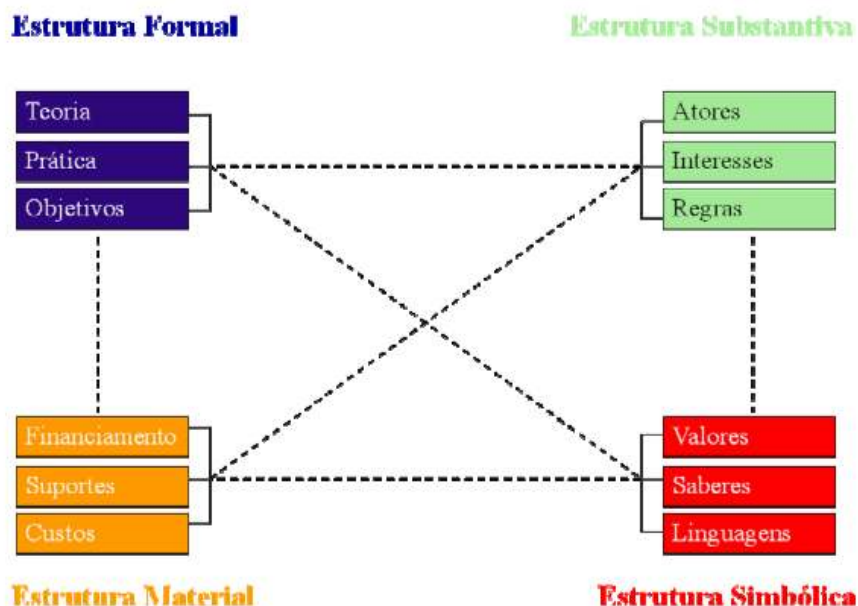 Estrutura Formal
Estrutura Substantiva
Teoria
Prática
Objetivos
Atores
Interesses
Regras
Financiamento
Suportes
Custos
Valores
Saberes
Linguagens
Estrutura Material
Estrutura Simbólica